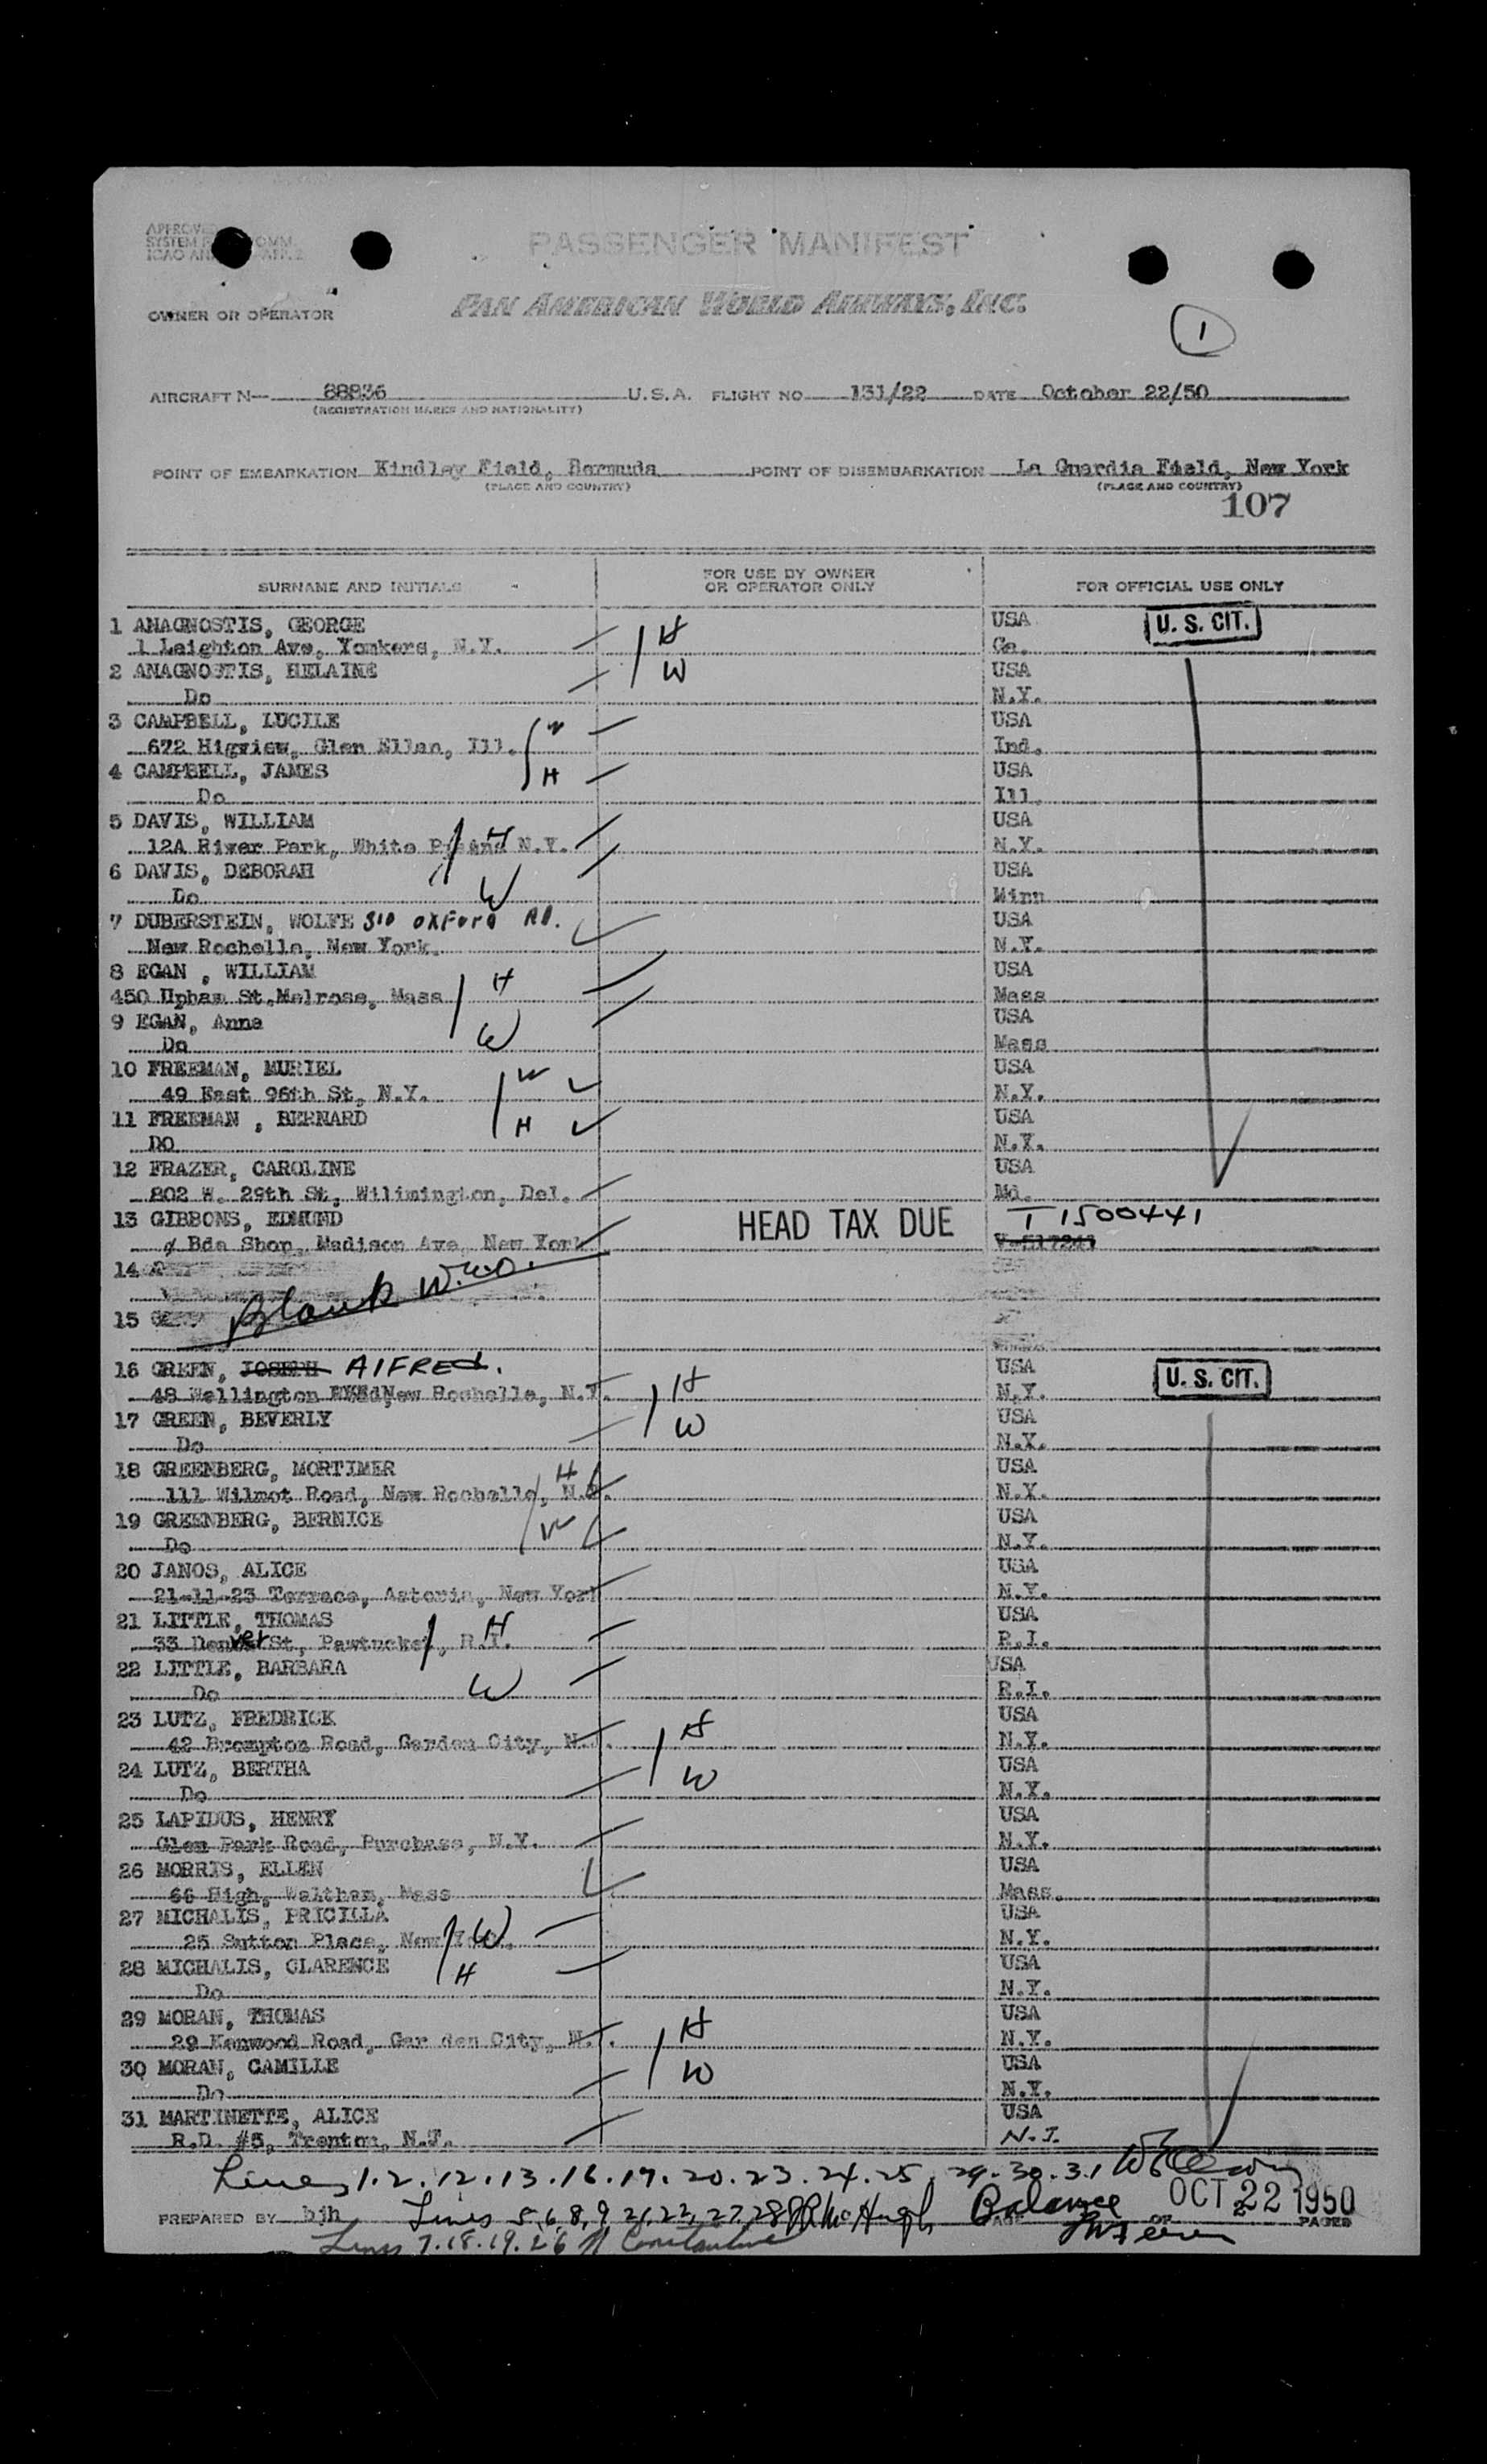 PASSENGER MANIFEST
OWNER OR OPERATOR
PAN AMERICAN WORLD AIRWAYS, INC.
1
AIRCRAFT N— 88836 U.S.A. FLIGHT NO 131/22 DATE October 22/50
(REGISTRATION MARKS AND NATIONALITY)
POINT OF EMBARKATION Kindley Field, Bermuda POINT OF DISEMBARKATION La Guardia Field, New York
(PLACE AND COUNTRY) (PLACE AND COUNTRY)
107
SURNAME AND INITIALS FOR USE BY OWNER OR OPERATOR ONLY FOR OFFICIAL USE ONLY
1 ANAGNOSTIS, GEORGE H USA U. S. CIT.
1 Leighton Ave, Yonkers, N.Y. Ga.
2 ANAGNOSTIS, HELAINE W USA
Do N.Y.
3 CAMPBELL, LUCILE W USA
672 Higview, Glen Ellen, Ill. Ind.
4 CAMPBELL, JAMES H USA
Do Ill.
5 DAVIS, WILLIAM H USA
12A River Park, White N.Y. N.Y.
6 DAVIS, DEBORAH USA
Do W Minn
7 DUBERSTEIN, WOLFE 310 OXFORD RD. USA
New Rochelle, New York. N.Y.
8 EGAN , WILLIAM H USA
450 Upham St, Melrose, Mass Mass
9 EGAN, Anna USA
Do W Mass
10 FREEMAN, MURIEL W USA
49 East 96th St, N.Y. N.Y.
11 FREEMAN , BERNARD H USA
DO N.Y.
12 FRAZER, CAROLINE USA
802 W. 29th St, Wilimington, Del. Md.
13 GIBBONS, EDMUND HEAD TAX DUE T 1500441
Bda Shop, Madison Ave, New York
14
Blank
15
16 GREEN, JOSEPH ALFRED. USA U. S. CIT.
48 Wellington New Rochelle, N.Y. H N.Y.
17 GREEN, BEVERLY W USA
Do N.Y.
18 GREENBERG, MORTIMER H USA
111 Wilmot Road, New Rochelle, N.Y. N.Y.
19 GREENBERG, BERNICE W USA
Do N.Y.
20 JANOS, ALICE USA
21-11-23 Terrace, Astoria, New York N.Y.
21 LITTLE, THOMAS H USA
33 Denver St, Pawtucket, R.I. R.I.
22 LITTLE, BARBARA USA
Do W R.I.
23 LUTZ, FREDRICK H USA
42 Brompton Road, Garden City, N.Y. N.Y.
24 LUTZ, BERTHA W USA
Do N.Y.
25 LAPIDUS, HENRY USA
Glen Park Road, Purchase, N.Y. N.Y.
26 MORRIS, ELLEN USA
66 High, Waltham, Mass Mass.
27 MICHALIS, PRICILLA W USA
25 Sutton Place, New York, N.Y.
28 MICHALIS, CLARENCE H USA
Do N.Y.
29 MORAN, THOMAS H USA
29 Kenwood Road, Gar den City, N.Y. N.Y.
30 MORAN, CAMILLE W USA
Do N.Y.
31 MARTINETTE, ALICE USA
R.D. #5, Trenton, N.J. N.J.
Lines 1.2.12.13.16.17.20.23.24.25.29.30.31
OCT 22 1950
PREPARED BY bjh Lines 5,6,8,9,21,22,27,28 McHugh Balance PAGE OF 2 PAGES
Lines 7.18.19.26